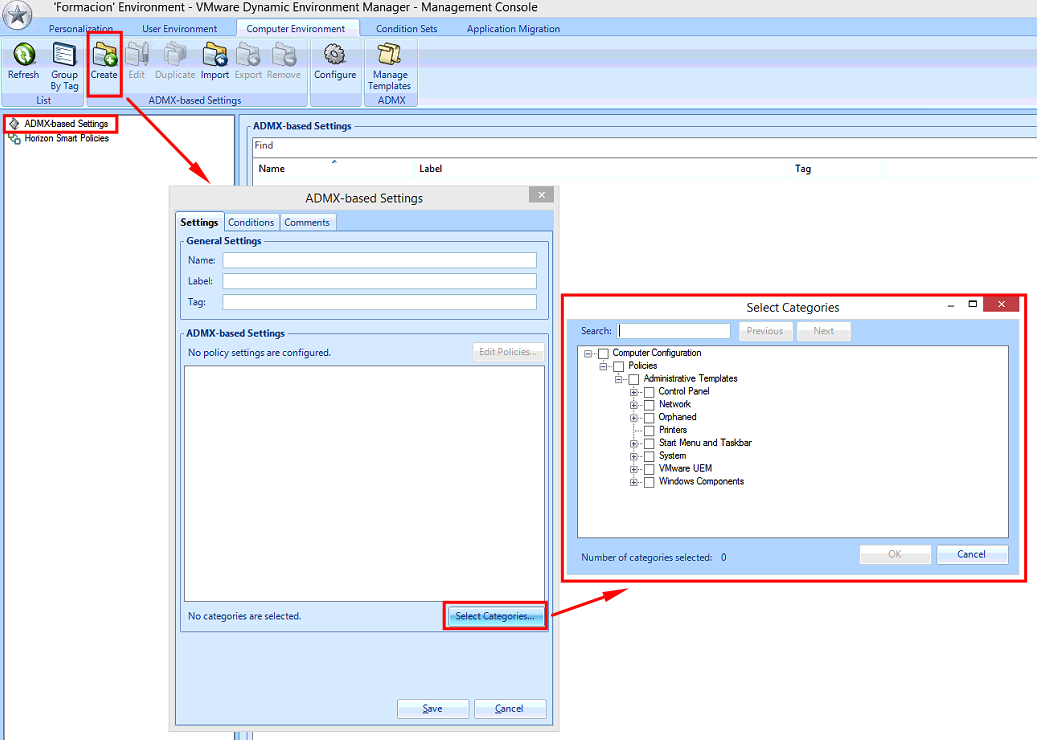 'Formacion' Environment - VMware Dynamic Environment Manager - Management Console
Personalization User Environment Computer Environment Condition Sets Application Migration
Refresh Group By Tag Create Edit Duplicate Import Export Remove Configure Manage Templates
List ADMX-based Settings ADMX
ADMX-based Settings
Horizon Smart Policies
ADMX-based Settings
Find
Name Label Tag
ADMX-based Settings
Settings Conditions Comments
General Settings
Name:
Label:
Tag:
ADMX-based Settings
No policy settings are configured. Edit Policies...
No categories are selected. Select Categories...
Save Cancel
Select Categories
Search: Previous Next
Computer Configuration
Policies
Administrative Templates
Control Panel
Network
Orphaned
Printers
Start Menu and Taskbar
System
VMware UEM
Windows Components
Number of categories selected: 0 OK Cancel